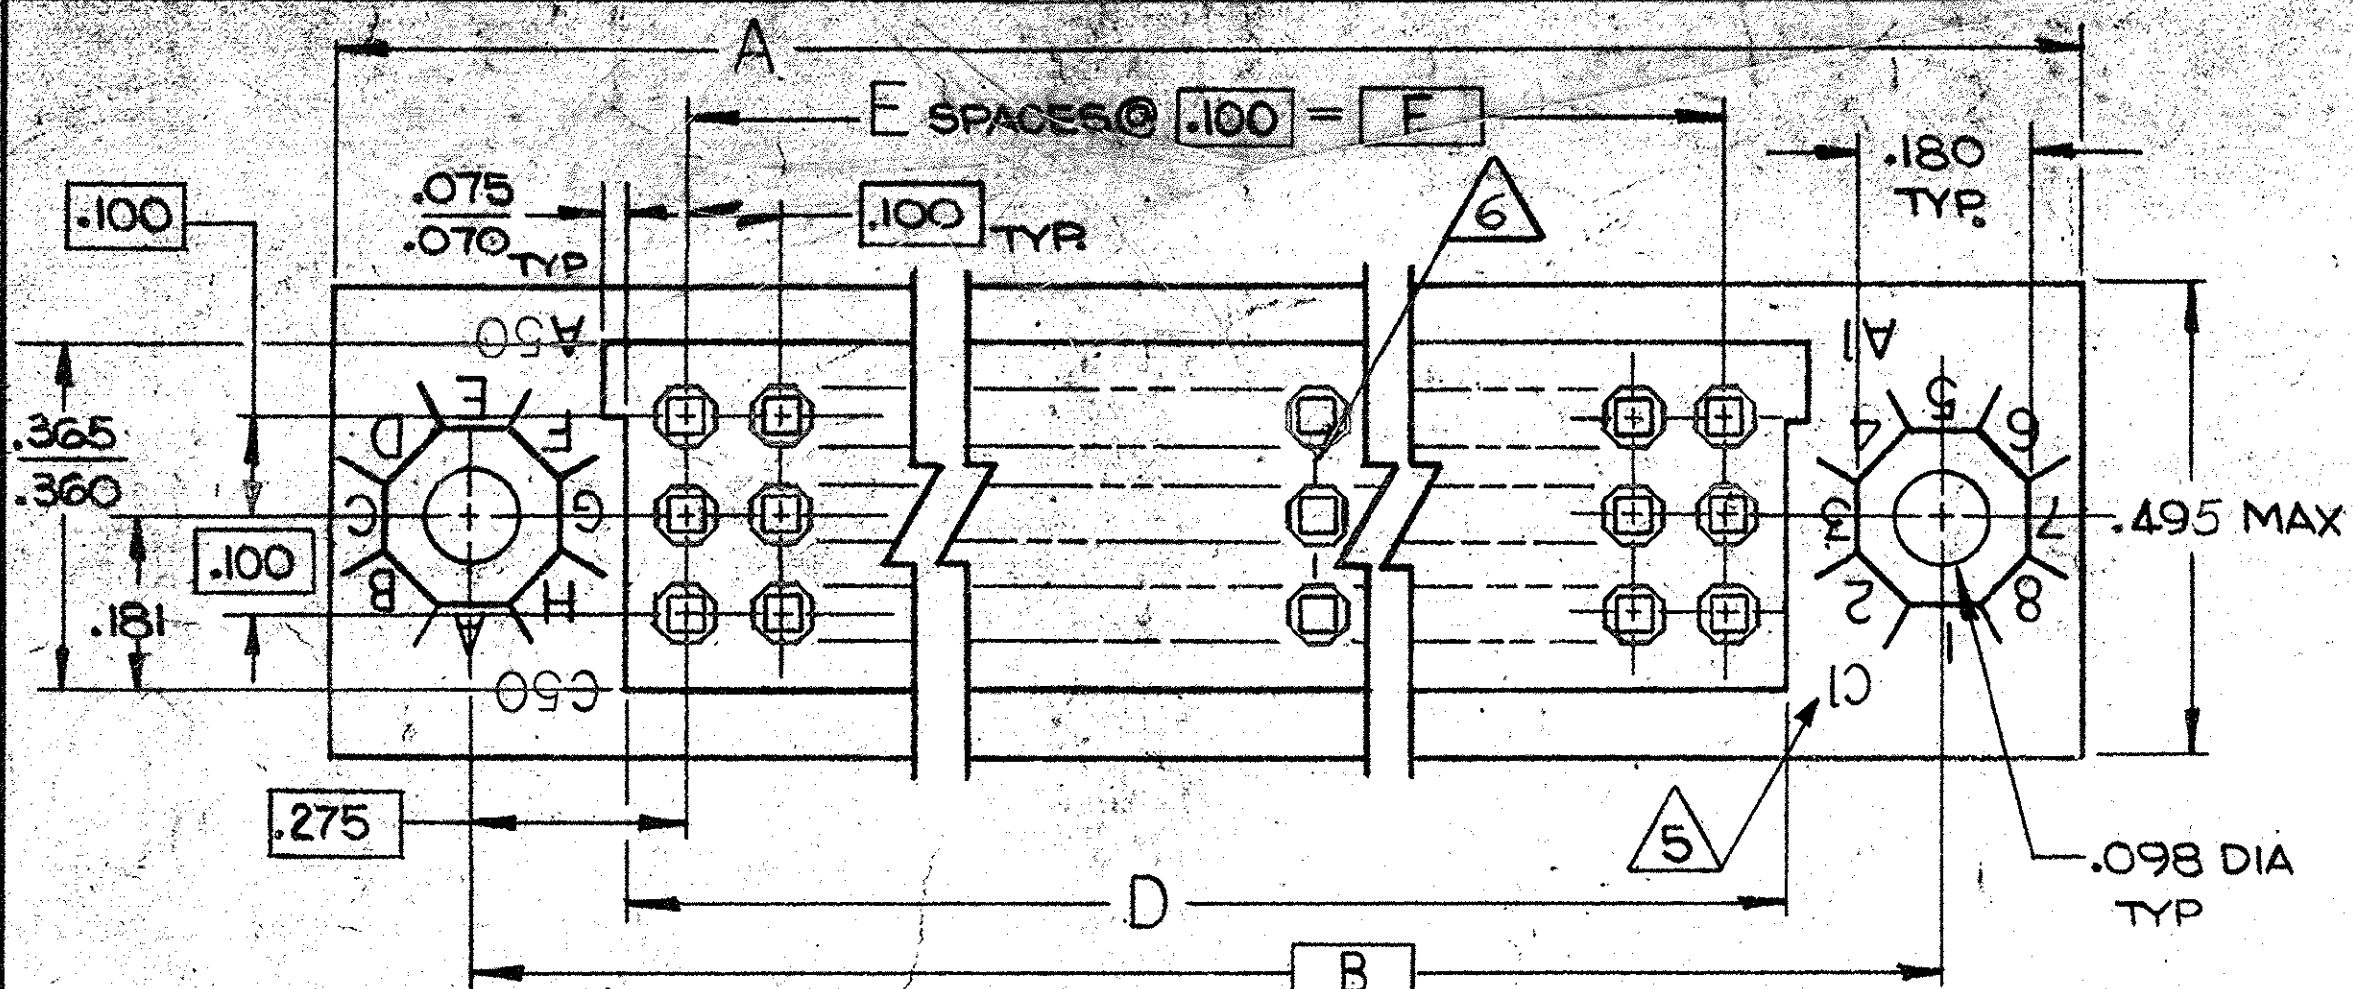 A
E SPACES @ .100 = F
.180
TYP.
.075
.070 TYP
.100 TYP.
.100
6
A50
A1
.365
.360
E
D
F
C
G
B
H
A
5
4
6
3
7
2
8
1
.495 MAX
.100
.181
C50
C1
.275
5
.098 DIA
TYP
D
B